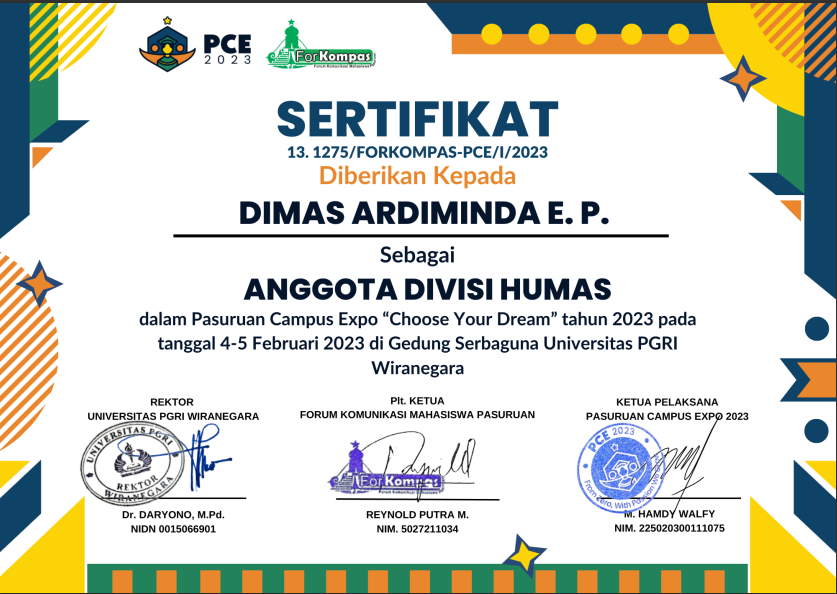 PCE
2023
ForKompas
Forum Komunikasi Mahasiswa Pasuruan
SERTIFIKAT
13. 1275/FORKOMPAS-PCE/I/2023
Diberikan Kepada
DIMAS ARDIMINDA E. P.
Sebagai
ANGGOTA DIVISI HUMAS
dalam Pasuruan Campus Expo “Choose Your Dream” tahun 2023 pada
tanggal 4-5 Februari 2023 di Gedung Serbaguna Universitas PGRI
Wiranegara
REKTOR
UNIVERSITAS PGRI WIRANEGARA
UNIVERSITAS PGRI
REKTOR
WIRANEGARA
Dr. DARYONO, M.Pd.
NIDN 0015066901
Plt. KETUA
FORUM KOMUNIKASI MAHASISWA PASURUAN
ForKompas
REYNOLD PUTRA M.
NIM. 5027211034
KETUA PELAKSANA
PASURUAN CAMPUS EXPO 2023
PCE 2023
From Zero, With Passion
M. HAMDY WALFY
NIM. 225020300111075